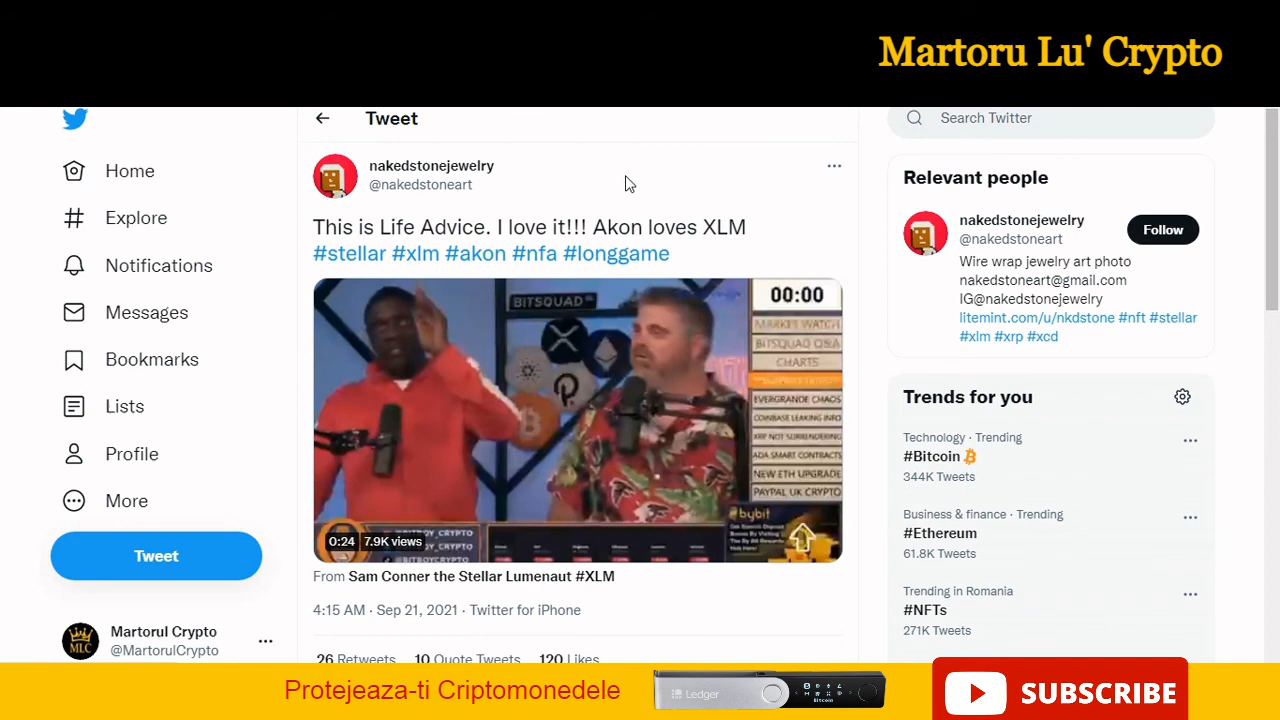 Martoru Lu' Crypto
Tweet
Search Twitter
Home
Explore
Notifications
Messages
Bookmarks
Lists
Profile
More
Tweet
Martorul Crypto
@MartorulCrypto
MLC
nakedstonejewelry
@nakedstoneart
This is Life Advice. I love it!!! Akon loves XLM
#stellar #xlm #akon #nfa #longgame
BITSQUAD
00:00
MARKET WATCH
BITSQUAD Q&A
CHARTS
EVERGRANDE CHAOS
COINBASE LEAKING INFO
XRP NOT SURRENDERING
ADA SMART CONTRACTS
NEW ETH UPGRADE
PAYPAL UK CRYPTO
@BITBOY_CRYPTO
@BITBOYCRYPTO
bybit
0:24 7.9K views
From Sam Conner the Stellar Lumenaut #XLM
4:15 AM · Sep 21, 2021 · Twitter for iPhone
26 Retweets 10 Quote Tweets 120 Likes
Relevant people
nakedstonejewelry
@nakedstoneart
Follow
Wire wrap jewelry art photo
nakedstoneart@gmail.com
IG@nakedstonejewelry
litemint.com/u/nkdstone #nft #stellar
#xlm #xrp #xcd
Trends for you
Technology · Trending
#Bitcoin
344K Tweets
Business & finance · Trending
#Ethereum
61.8K Tweets
Trending in Romania
#NFTs
271K Tweets
Protejeaza-ti Criptomonedele
Ledger
Bitcoin
SUBSCRIBE